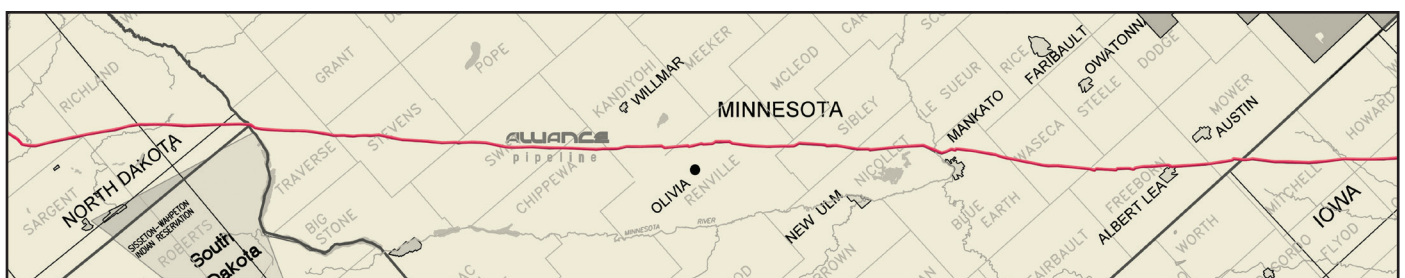 RICHLAND
GRANT
POPE
KANDIYOHI
MEEKER
MCLEOD
SIBLEY
LE SUEUR
RICE
FARIBAULT
OWATONNA
DODGE
STEELE
MOWER
AUSTIN
HOWARD
WILLMAR
MINNESOTA
MANKATO
WASECA
STEVENS
TRAVERSE
ALLIANCE
pipeline
CHIPPEWA
OLIVIA
RENVILLE
NICOLLET
NEW ULM
MINNESOTA
RIVER
BLUE
EARTH
FREEBORN
ALBERT LEA
MITCHELL
IOWA
WORTH
FLYOD
FARIBAULT
BROWN
BIG
STONE
SARGENT
NORTH DAKOTA
SISSETON-WAHPETON
INDIAN RESERVATION
ROBERTS
South
Dakota